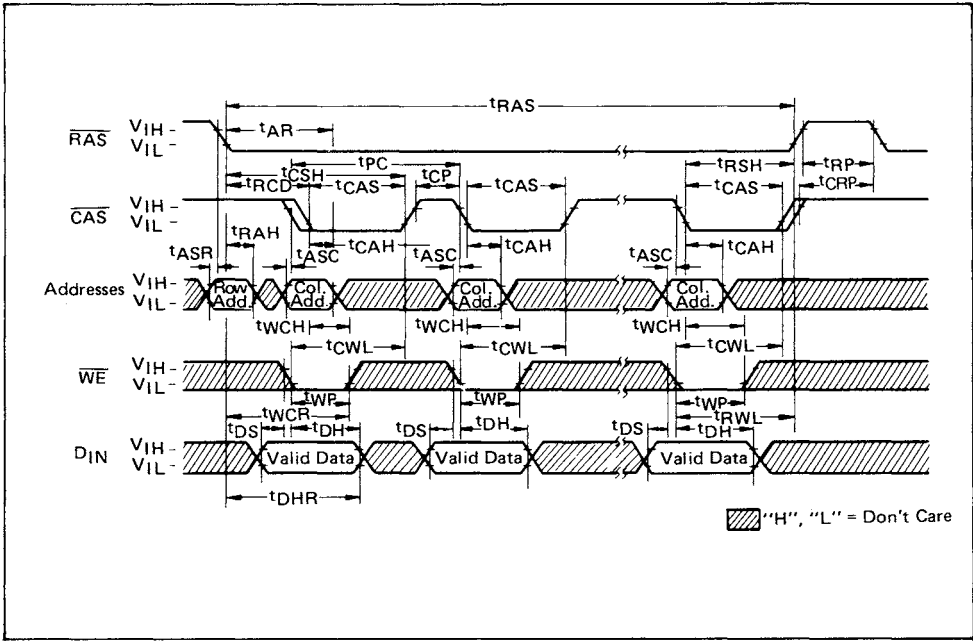 tRAS
RAS VIH
VIL
tAR
tPC
tCSH
tCP
tRSH
tRP
tRCD
tCAS
tCAS
tCAS
tCRP
CAS VIH
VIL
tRAH
tCAH
tCAH
tCAH
tASR
tASC
tASC
tASC
Addresses VIH
VIL
Row Add.
Col. Add.
Col. Add.
Col. Add.
tWCH
tWCH
tWCH
tCWL
tCWL
tCWL
WE VIH
VIL
tWP
tWP
tWP
tWCR
tRWL
tDS
tDH
tDS
tDH
tDS
tDH
DIN VIH
VIL
Valid Data
Valid Data
Valid Data
tDHR
"H", "L" = Don't Care